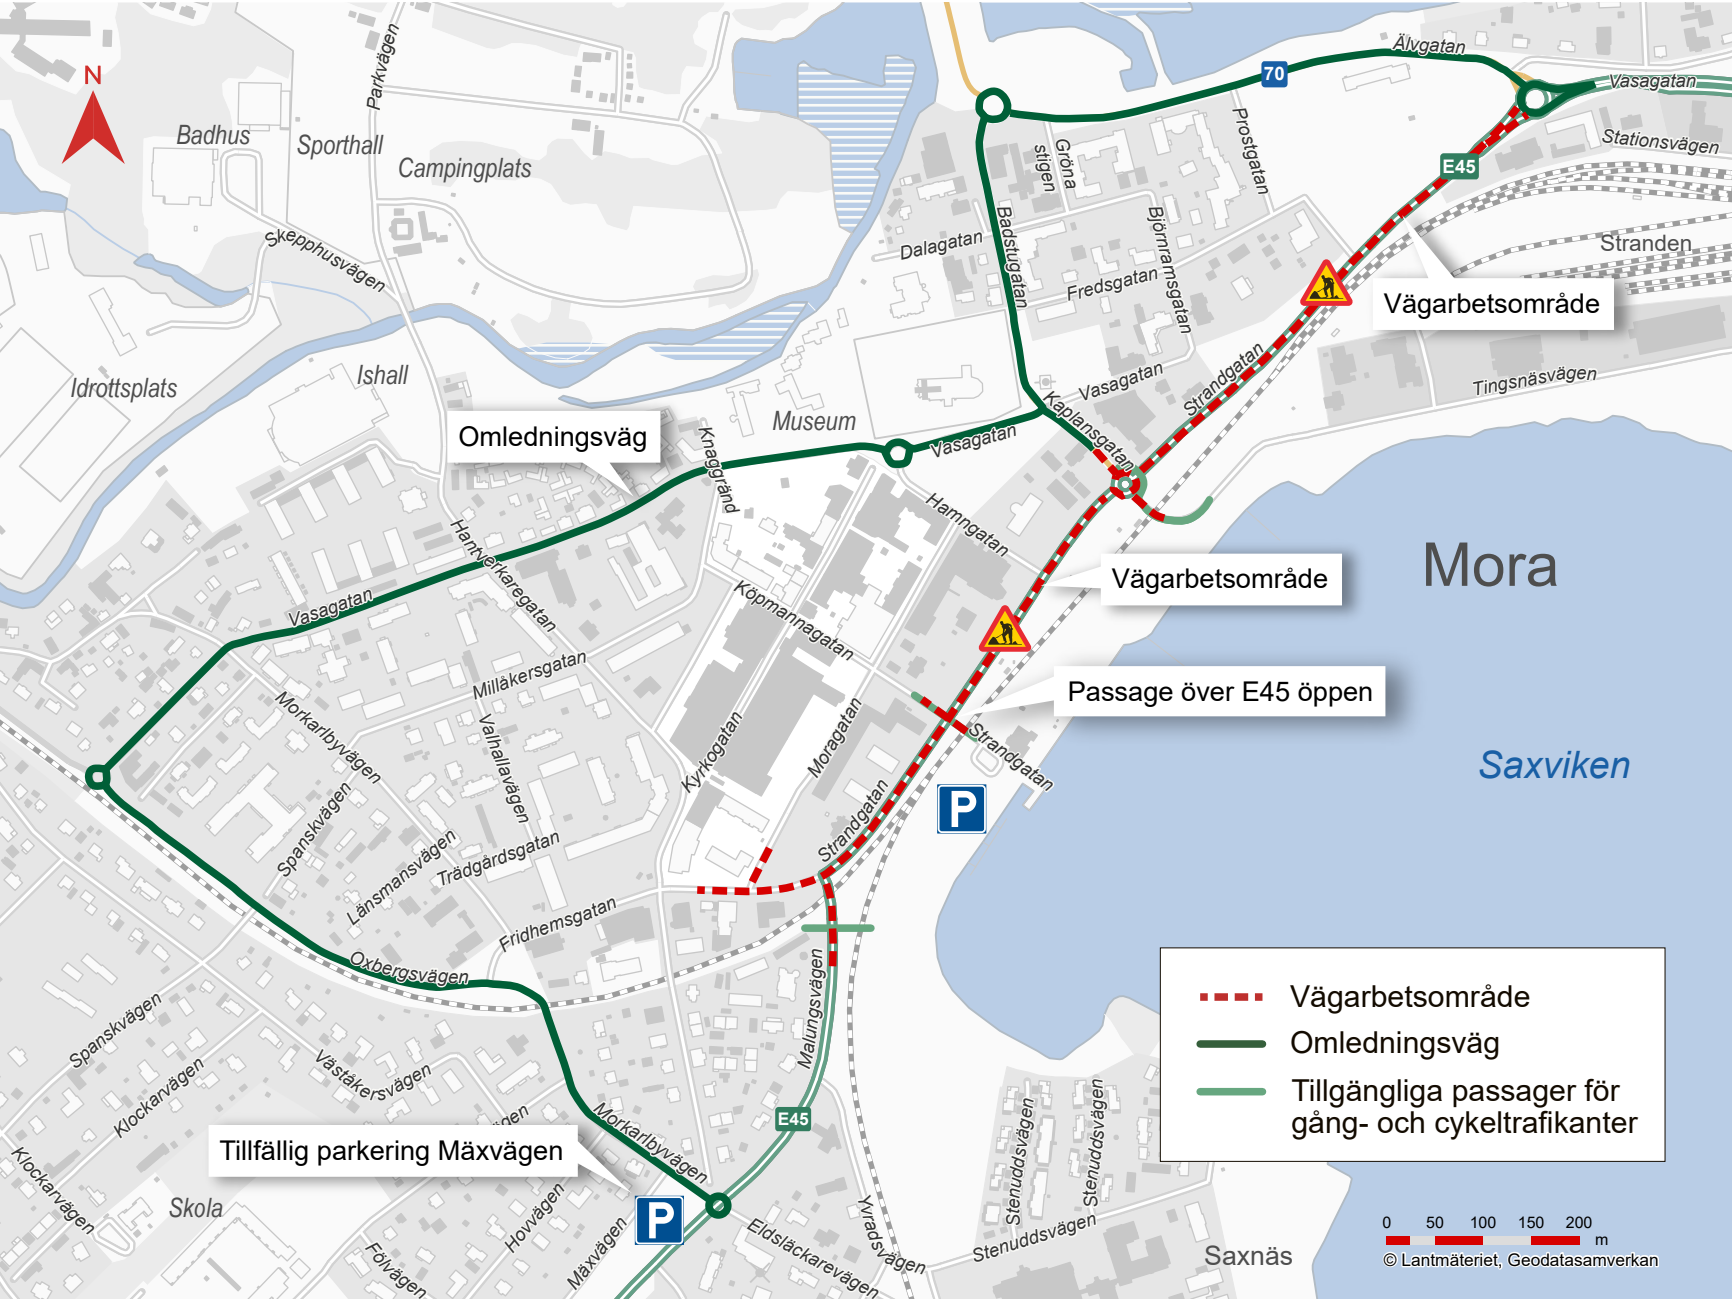 N
Badhus
Sporthall
Parkvägen
Campingplats
Skepphusvägen
Idrottsplats
Ishall
Museum
Älvgatan
70
Vasagatan
Stationsvägen
E45
Prostgatan
Gröna
stigen
Dalagatan
Badstugatan
Björnramsgatan
Fredsgatan
Stranden
Vägarbetsområde
Tingsnäsvägen
Vasagatan
Strandgatan
Kaplansgatan
Vasagatan
Omledningsväg
Knaggränd
Hamngatan
Hantverkaregatan
Vasagatan
Köpmannagatan
Vägarbetsområde
Mora
Millåkersgatan
Morkarlbyvägen
Valhallavägen
Kyrkogatan
Moragatan
Passage över E45 öppen
Strandgatan
Saxviken
P
Strandgatan
Spanskvägen
Länsmansvägen
Trädgårdsgatan
Fridhemsgatan
Oxbergsvägen
Malungsvägen
Spanskvägen
Klockarvägen
Väståkersvägen
Morkarlbyvägen
E45
Tillfällig parkering Mäxvägen
Klockarvägen
Skola
P
Hovvägen
Mäxvägen
Fölvägen
Eldsläckarevägen
Yvradsvägen
Stenuddsvägen
Stenuddsvägen
Stenuddsvägen
Saxnäs
Vägarbetsområde
Omledningsväg
Tillgängliga passager för
gång- och cykeltrafikanter
0 50 100 150 200
m
© Lantmäteriet, Geodatasamverkan